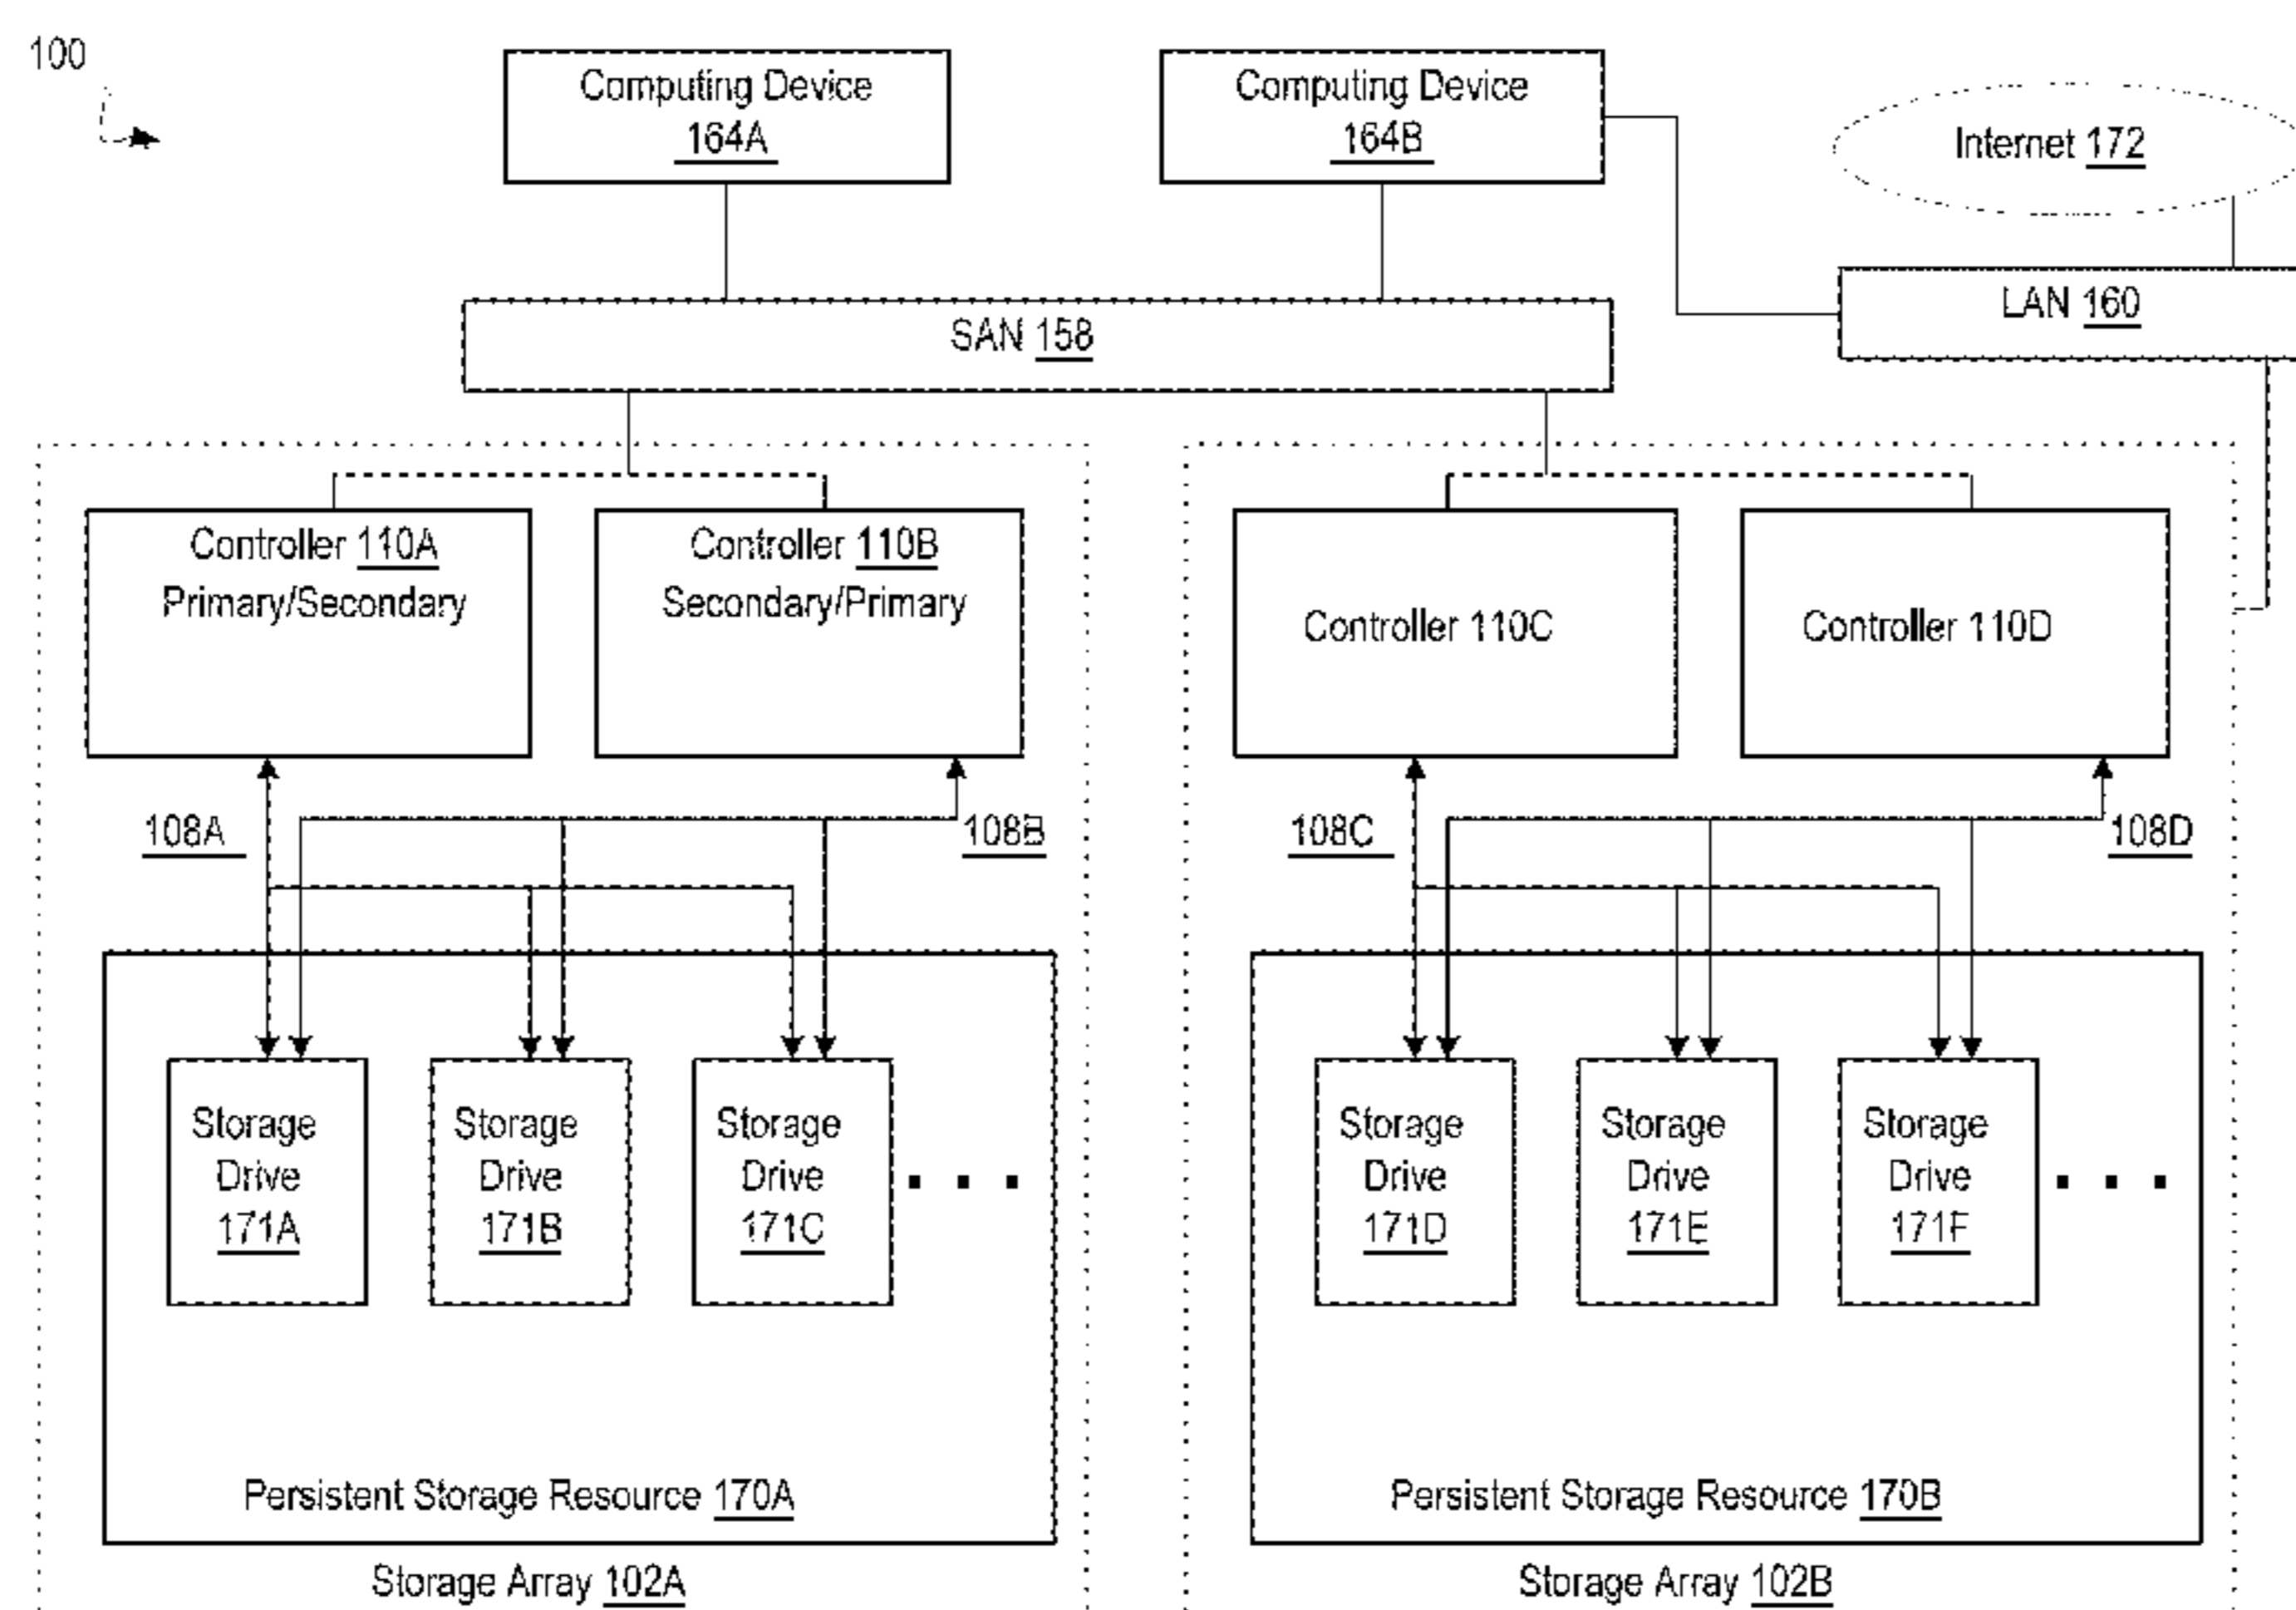 100
Computing Device
164A
Computing Device
164B
Internet 172
LAN 160
SAN 158
Controller 110A
Primary/Secondary
Controller 110B
Secondary/Primary
Controller 110C
Controller 110D
108A
108B
108C
108D
Storage
Drive
171A
Storage
Drive
171B
Storage
Drive
171C
Storage
Drive
171D
Storage
Drive
171E
Storage
Drive
171F
Persistent Storage Resource 170A
Persistent Storage Resource 170B
Storage Array 102A
Storage Array 102B